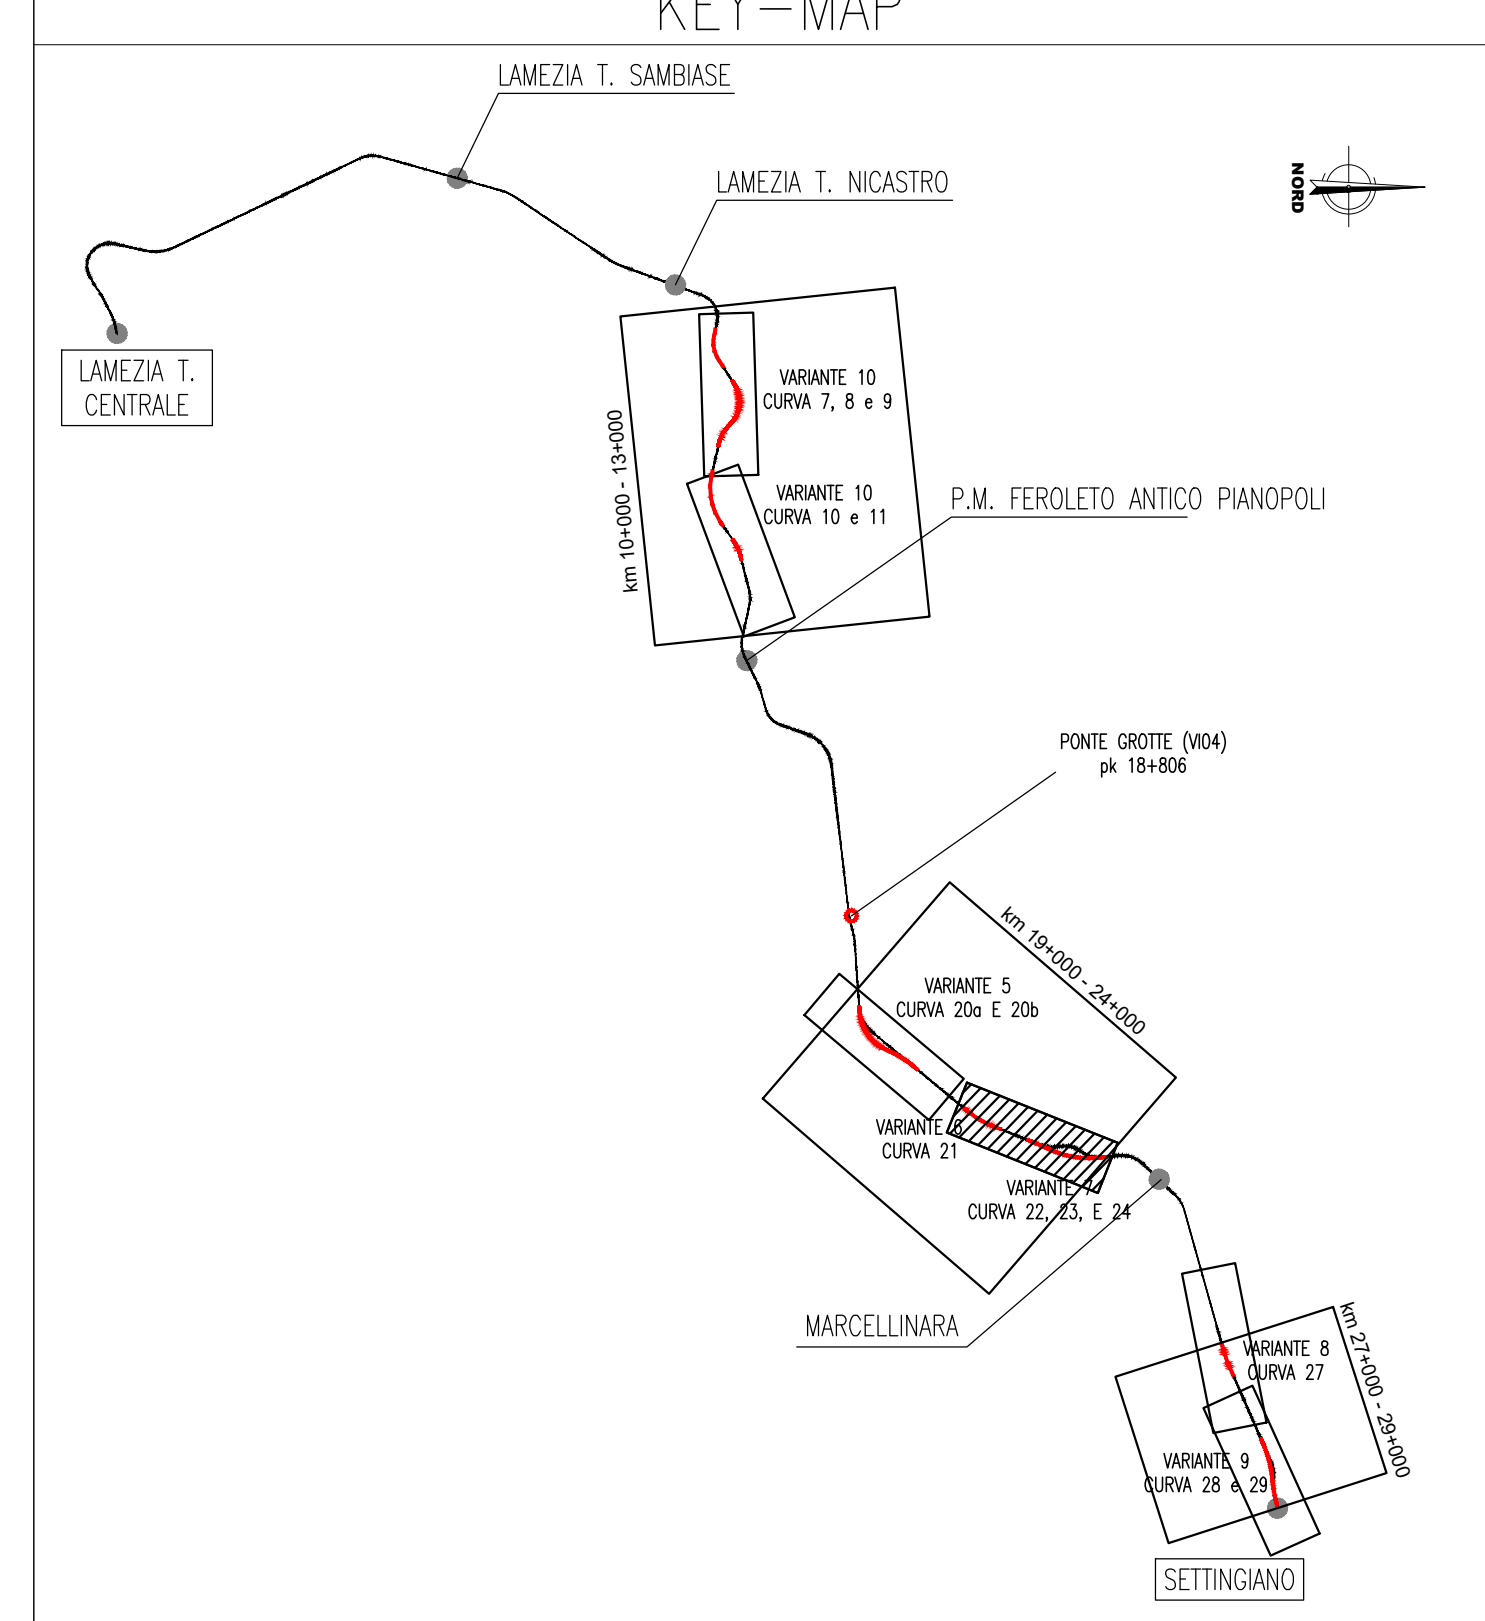 KEY-MAP
LAMEZIA T. SAMBIASE
NORD
LAMEZIA T. NICASTRO
LAMEZIA T.
CENTRALE
VARIANTE 10
CURVA 7, 8 e 9
km 10+000 - 13+000
VARIANTE 10
CURVA 10 e 11
P.M. FEROLETO ANTICO PIANOPOLI
PONTE GROTTE (VI04)
pk 18+806
km 19+000 - 24+000
VARIANTE 5
CURVA 20a E 20b
VARIANTE 6
CURVA 21
VARIANTE 7
CURVA 22, 23, E 24
MARCELLINARA
km 27+000 - 29+000
VARIANTE 8
CURVA 27
VARIANTE 9
CURVA 28 e 29
SETTINGIANO